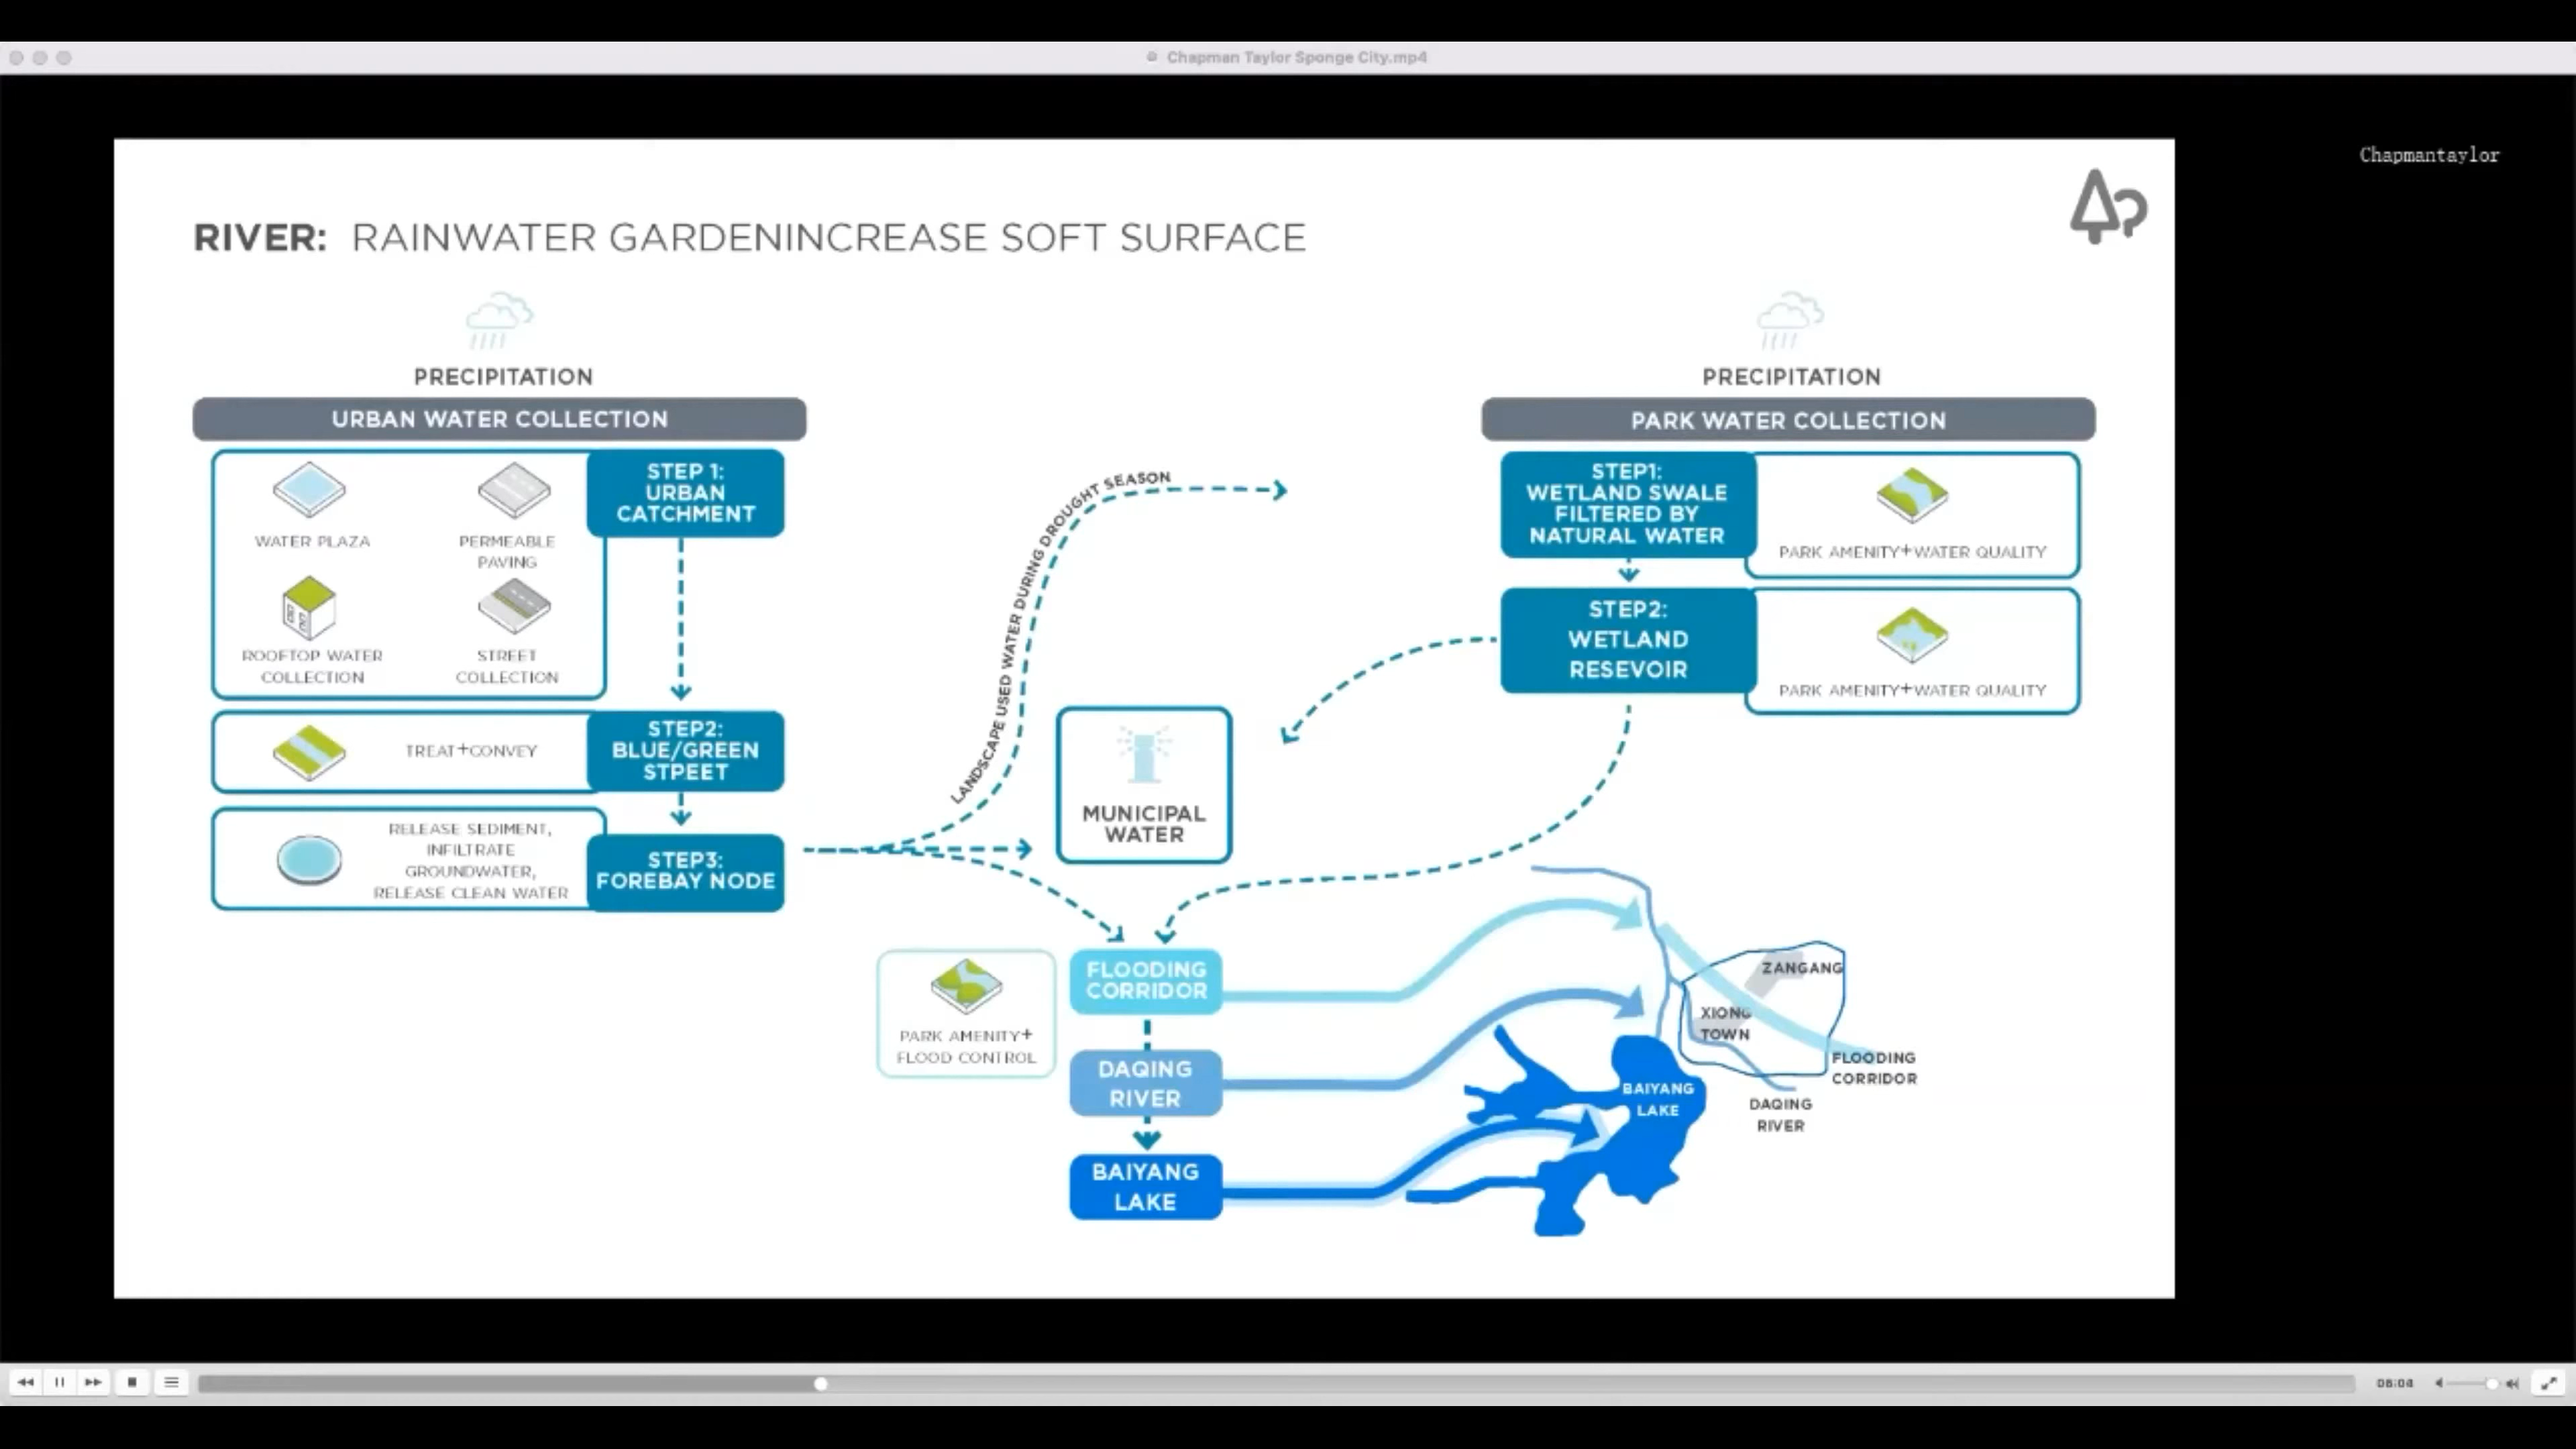 Chapman Taylor Sponge City.mp4
Chapmantaylor
RIVER: RAINWATER GARDENINCREASE SOFT SURFACE
PRECIPITATION
URBAN WATER COLLECTION
STEP 1:
URBAN
CATCHMENT
WATER PLAZA
PERMEABLE
PAVING
ROOFTOP WATER
COLLECTION
STREET
COLLECTION
STEP2:
BLUE/GREEN
STPEET
TREAT+CONVEY
STEP3:
FOREBAY NODE
RELEASE SEDIMENT,
INFILTRATE
GROUNDWATER,
RELEASE CLEAN WATER
LANDSCAPE USED WATER DURING DROUGHT SEASON
MUNICIPAL
WATER
PRECIPITATION
PARK WATER COLLECTION
STEP1:
WETLAND SWALE
FILTERED BY
NATURAL WATER
PARK AMENITY+WATER QUALITY
STEP2:
WETLAND
RESEVOIR
PARK AMENITY+WATER QUALITY
PARK AMENITY+
FLOOD CONTROL
FLOODING
CORRIDOR
DAQING
RIVER
BAIYANG
LAKE
ZANGANG
XIONG
TOWN
FLOODING
CORRIDOR
BAIYANG
LAKE
DAQING
RIVER
06:04